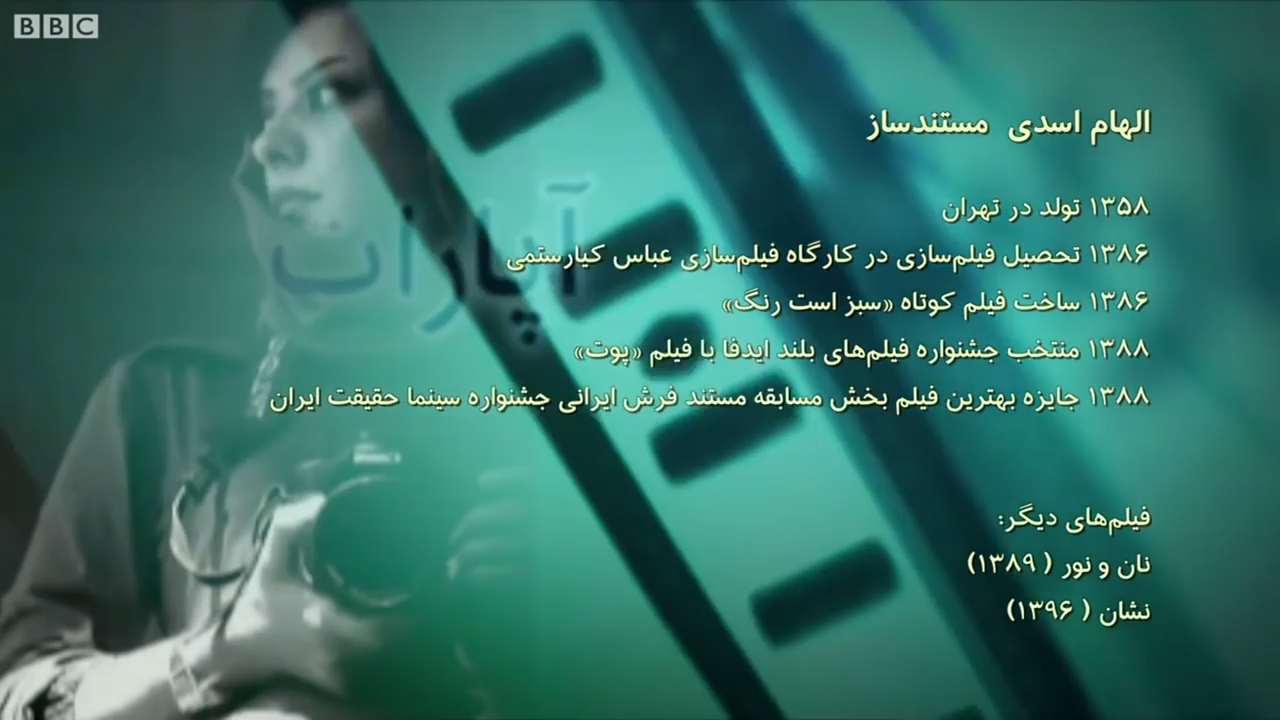 BBC
الهام اسدی مستندساز
آپارات
۱۳۵۸ تولد در تهران
۱۳۸۶ تحصیل فیلم‌سازی در کارگاه فیلم‌سازی عباس کیارستمی
۱۳۸۶ ساخت فیلم کوتاه «سبز است رنگ»
۱۳۸۸ منتخب جشنواره فیلم‌های بلند ایدفا با فیلم «پوت»
۱۳۸۸ جایزه بهترین فیلم بخش مسابقه مستند فرش ایرانی جشنواره سینما حقیقت ایران
فیلم‌های دیگر:
نان و نور ( ۱۳۸۹)
نشان ( ۱۳۹۶)